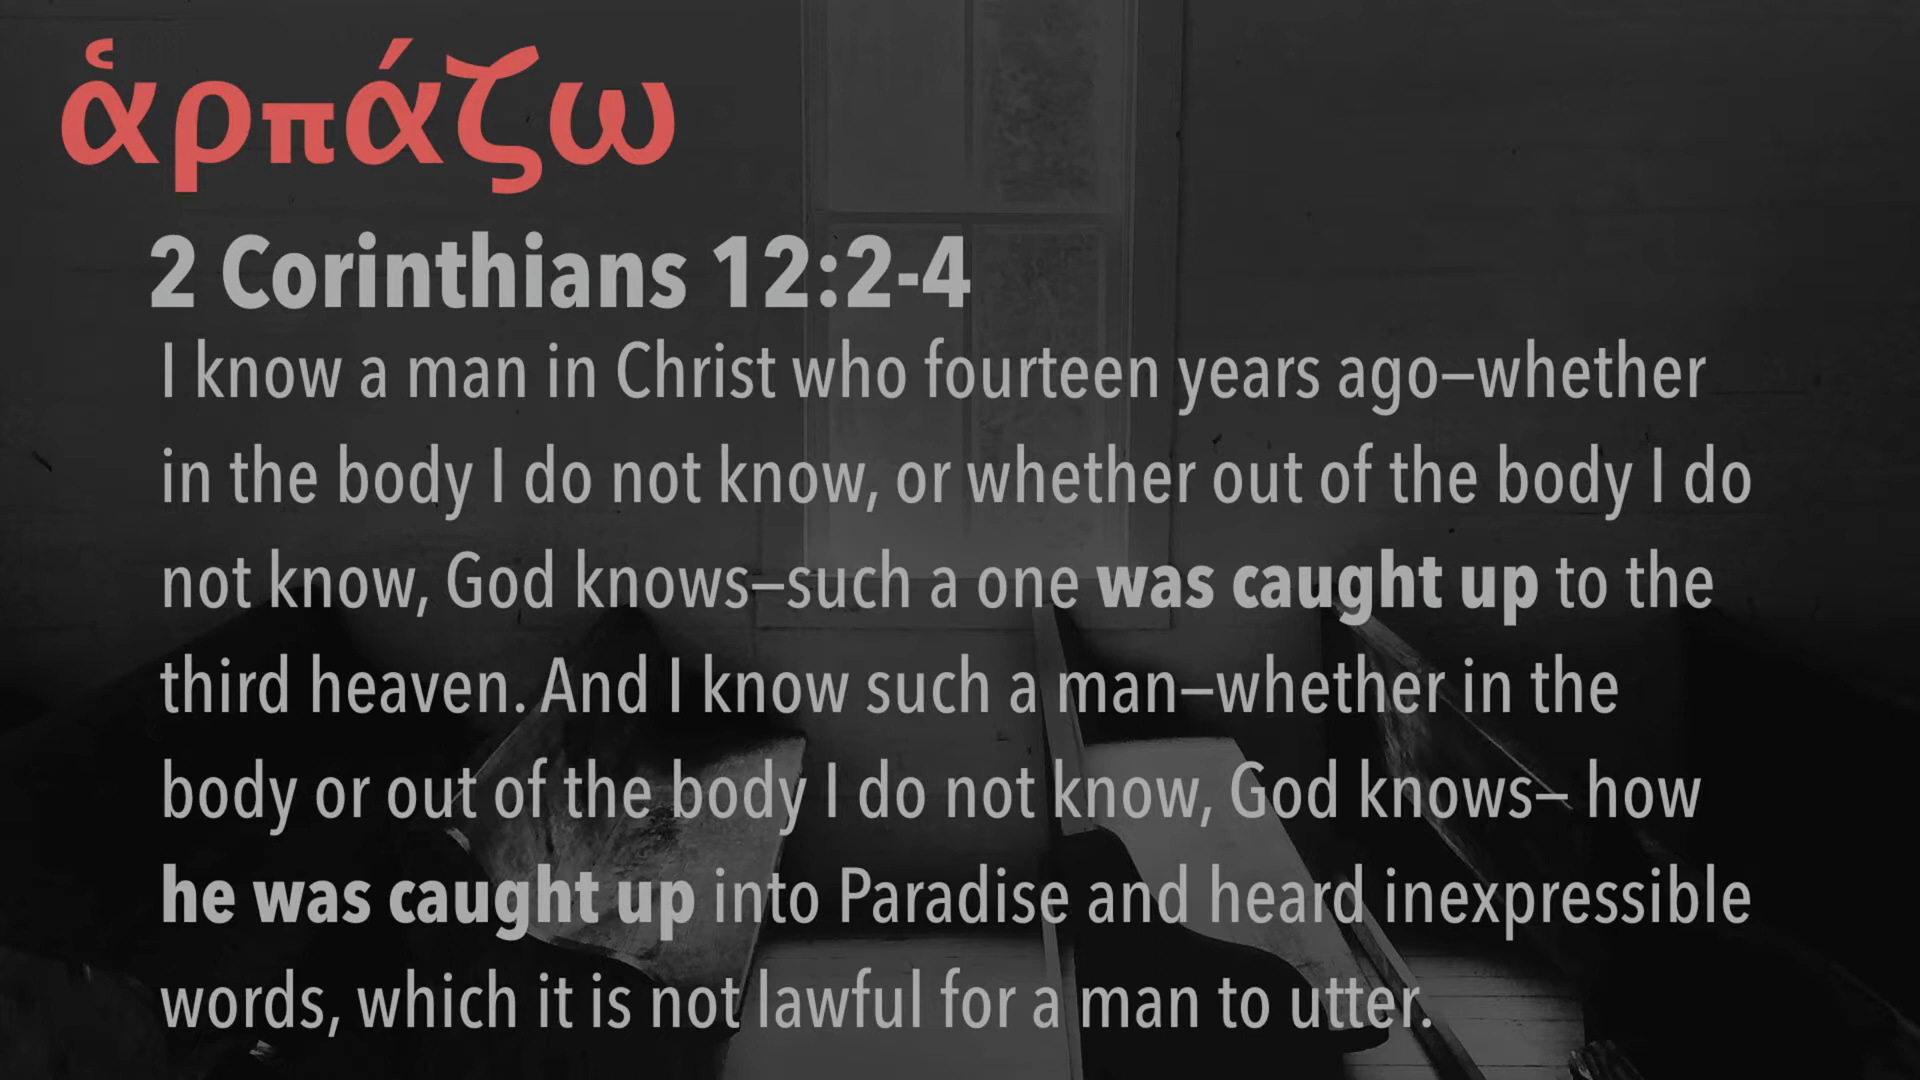 ἁρπάζω
2 Corinthians 12:2-4
I know a man in Christ who fourteen years ago—whether
in the body I do not know, or whether out of the body I do
not know, God knows—such a one was caught up to the
third heaven. And I know such a man—whether in the
body or out of the body I do not know, God knows— how
he was caught up into Paradise and heard inexpressible
words, which it is not lawful for a man to utter.